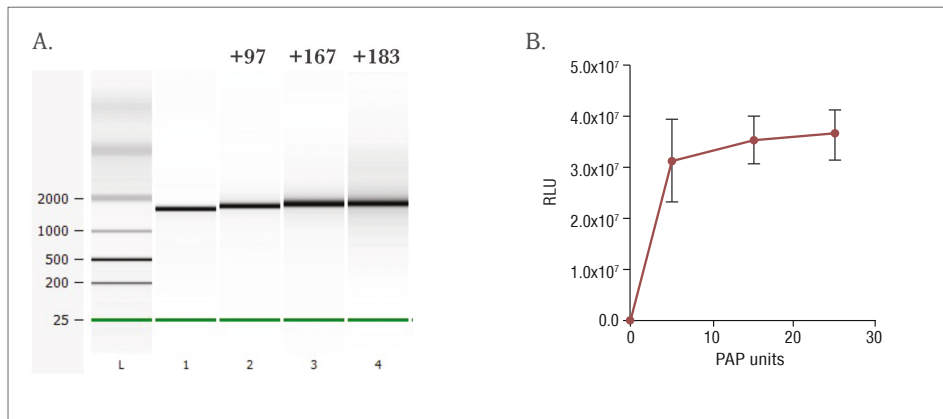 A.
+97 +167 +183
2000
1000
500
200
25
L 1 2 3 4
B.
5.0x10⁷
4.0x10⁷
3.0x10⁷
2.0x10⁷
1.0x10⁷
0.0
RLU
0 10 20 30
PAP units